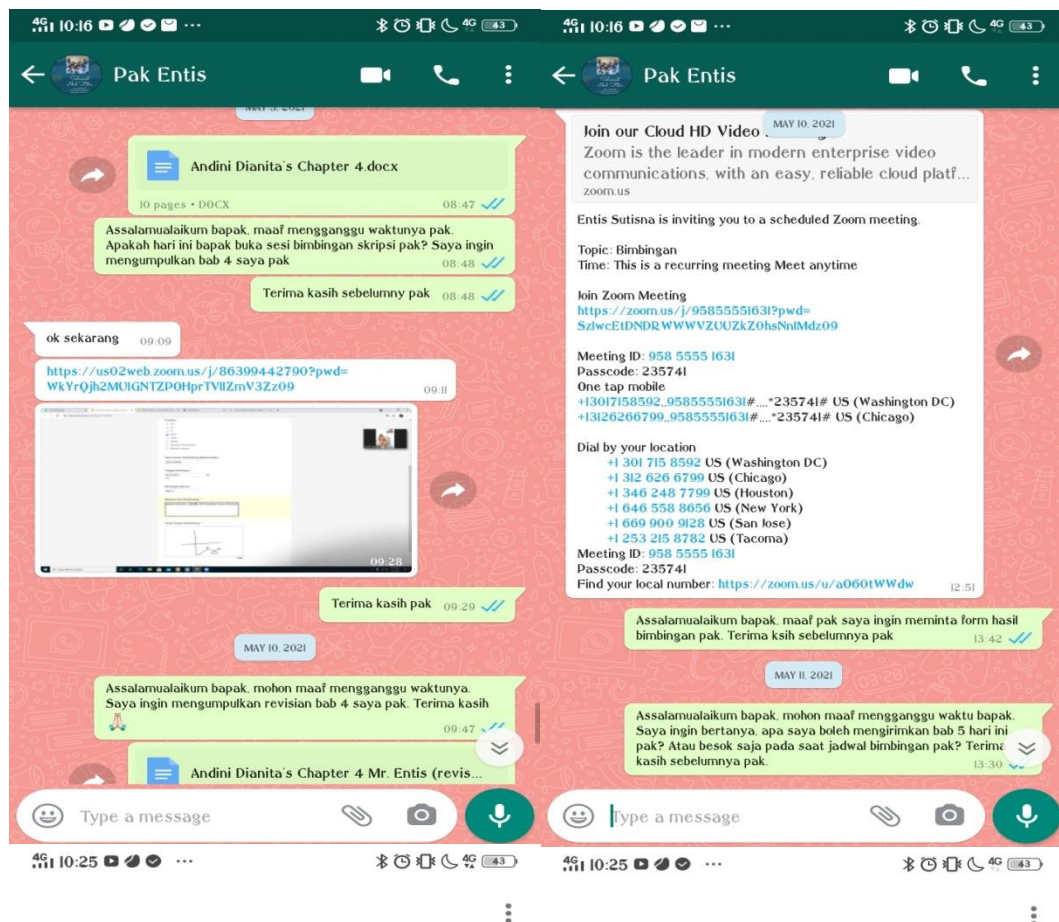 4G 10:16 ... 4G 43
Pak Entis
MAY 3, 2021
Andini Dianita's Chapter 4.docx
10 pages • DOCX 08:47
Assalamualaikum bapak, maaf mengganggu waktunya pak.
Apakah hari ini bapak buka sesi bimbingan skripsi pak? Saya ingin
mengumpulkan bab 4 saya pak 08:48
Terima kasih sebelumny pak 08:48
ok sekarang 09:09
https://us02web.zoom.us/j/86399442790?pwd=
WkYrQjh2MUlGNTZPOHprTVllZmV3Zz09 09:11
09:28
Terima kasih pak 09:29
MAY 10, 2021
Assalamualaikum bapak, mohon maaf mengganggu waktunya.
Saya ingin mengumpulkan revisian bab 4 saya pak. Terima kasih
09:47
Andini Dianita's Chapter 4 Mr. Entis (revis...
Type a message
4G 10:25 ... 4G 43
4G 10:16 ... 4G 43
Pak Entis
MAY 10, 2021
Join our Cloud HD Video
Zoom is the leader in modern enterprise video
communications, with an easy, reliable cloud platf...
zoom.us
Entis Sutisna is inviting you to a scheduled Zoom meeting.
Topic: Bimbingan
Time: This is a recurring meeting Meet anytime
Join Zoom Meeting
https://zoom.us/j/95855551631?pwd=
SzlwcEtDNDRWWWVZUUZkZ0hsNnlMdz09
Meeting ID: 958 5555 1631
Passcode: 235741
One tap mobile
+13017158592,,95855551631#,,,,*235741# US (Washington DC)
+13126266799,,95855551631#,,,,*235741# US (Chicago)
Dial by your location
+1 301 715 8592 US (Washington DC)
+1 312 626 6799 US (Chicago)
+1 346 248 7799 US (Houston)
+1 646 558 8656 US (New York)
+1 669 900 9128 US (San Jose)
+1 253 215 8782 US (Tacoma)
Meeting ID: 958 5555 1631
Passcode: 235741
Find your local number: https://zoom.us/u/a060tWWdw 12:51
Assalamualaikum bapak, maaf pak saya ingin meminta form hasil
bimbingan pak. Terima ksih sebelumnya pak 13:42
MAY 11, 2021
Assalamualaikum bapak, mohon maaf mengganggu waktu bapak.
Saya ingin bertanya, apa saya boleh mengirimkan bab 5 hari ini
pak? Atau besok saja pada saat jadwal bimbingan pak? Terima
kasih sebelumnya pak. 13:30
Type a message
4G 10:25 ... 4G 43